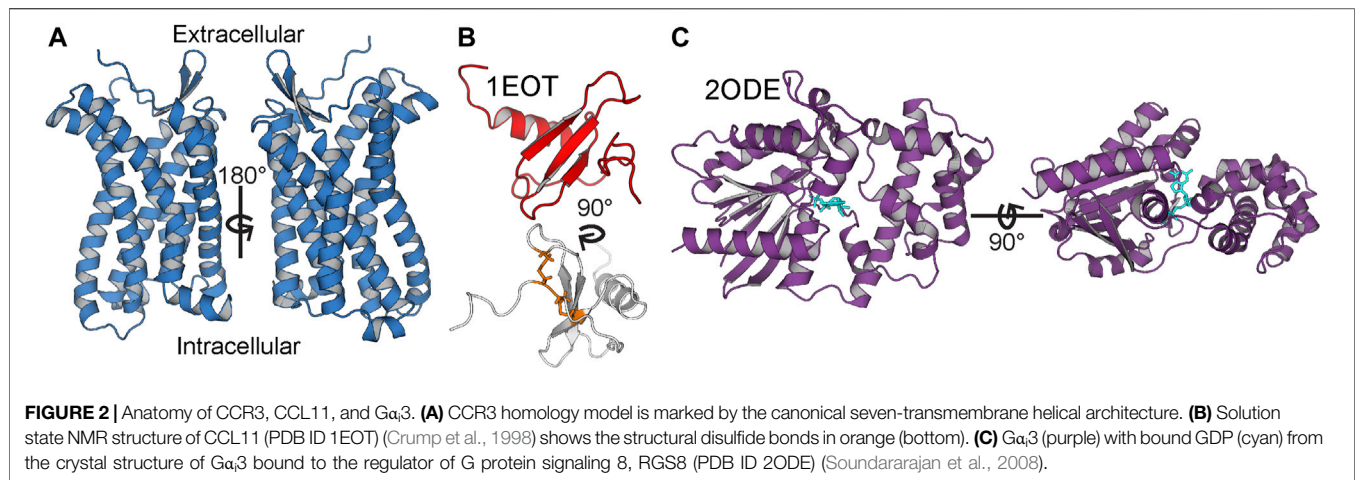 A
Extracellular
180°
Intracellular
B
1EOT
90°
C
2ODE
90°
FIGURE 2 | Anatomy of CCR3, CCL11, and Gαᵢ3. (A) CCR3 homology model is marked by the canonical seven-transmembrane helical architecture. (B) Solution
state NMR structure of CCL11 (PDB ID 1EOT) (Crump et al., 1998) shows the structural disulfide bonds in orange (bottom). (C) Gαᵢ3 (purple) with bound GDP (cyan) from
the crystal structure of Gαᵢ3 bound to the regulator of G protein signaling 8, RGS8 (PDB ID 2ODE) (Soundararajan et al., 2008).